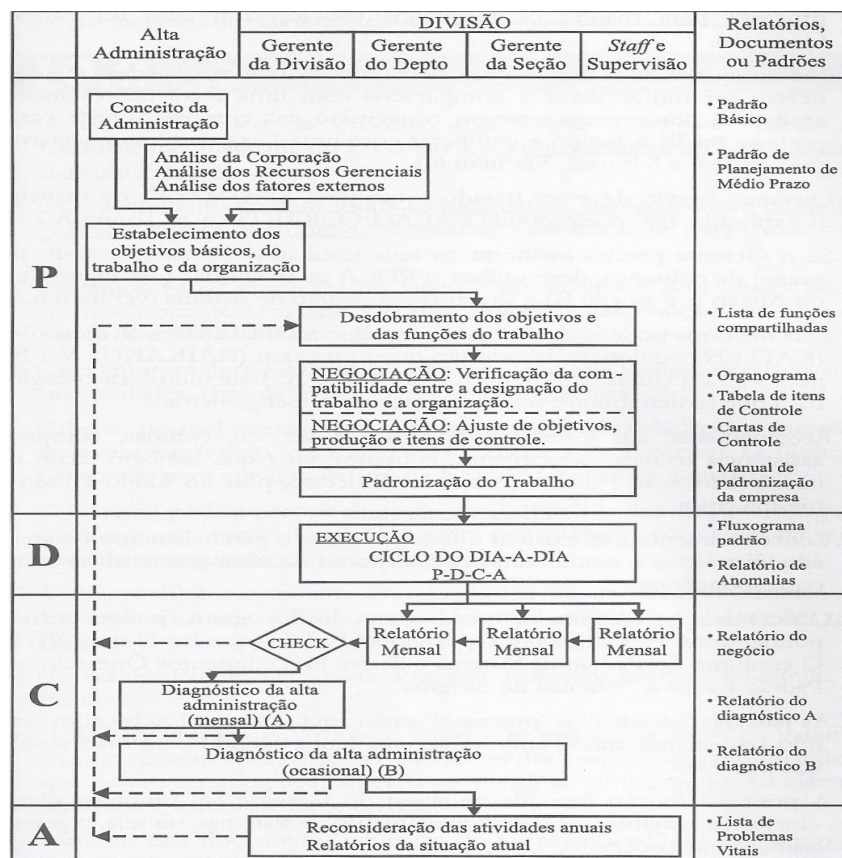 Alta
Administração
DIVISÃO
Gerente
da Divisão
Gerente
do Depto
Gerente
da Seção
Staff e
Supervisão
Relatórios,
Documentos
ou Padrões
P
Conceito da
Administração
Análise da Corporação
Análise dos Recursos Gerenciais
Análise dos fatores externos
Estabelecimento dos
objetivos básicos, do
trabalho e da organização
Desdobramento dos objetivos e
das funções do trabalho
NEGOCIAÇÃO: Verificação da com-
patibilidade entre a designação do
trabalho e a organização.
NEGOCIAÇÃO: Ajuste de objetivos,
produção e itens de controle.
Padronização do Trabalho
• Padrão
Básico
• Padrão de
Planejamento de
Médio Prazo
• Lista de funções
compartilhadas
• Organograma
• Tabela de itens
de Controle
• Cartas de
Controle
• Manual de
padronização
da empresa
D
EXECUÇÃO
CICLO DO DIA-A-DIA
P-D-C-A
• Fluxograma
padrão
• Relatório de
Anomalias
C
CHECK
Relatório
Mensal
Relatório
Mensal
Relatório
Mensal
Diagnóstico da alta
administração
(mensal) (A)
Diagnóstico da alta administração
(ocasional) (B)
• Relatório do
negócio
• Relatório do
diagnóstico A
• Relatório do
diagnóstico B
A
Reconsideração das atividades anuais
Relatórios da situação atual
• Lista de
Problemas
Vitais